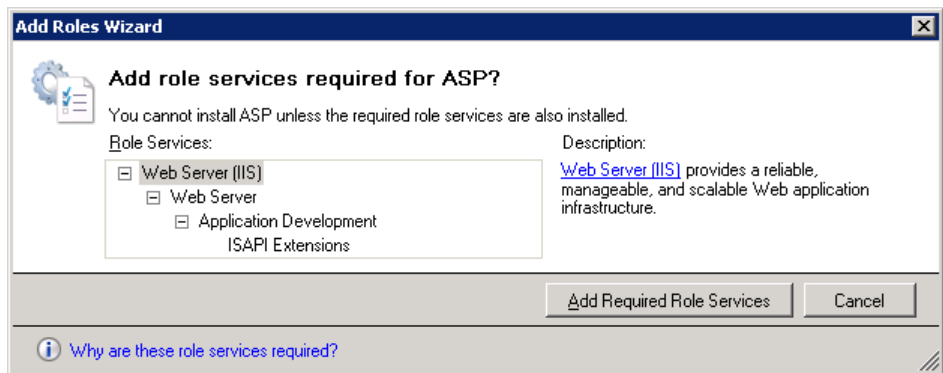 Add Roles Wizard
Add role services required for ASP?
You cannot install ASP unless the required role services are also installed.
Role Services:
Web Server (IIS)
Web Server
Application Development
ISAPI Extensions
Description:
Web Server (IIS) provides a reliable,
manageable, and scalable Web application
infrastructure.
Add Required Role Services
Cancel
Why are these role services required?